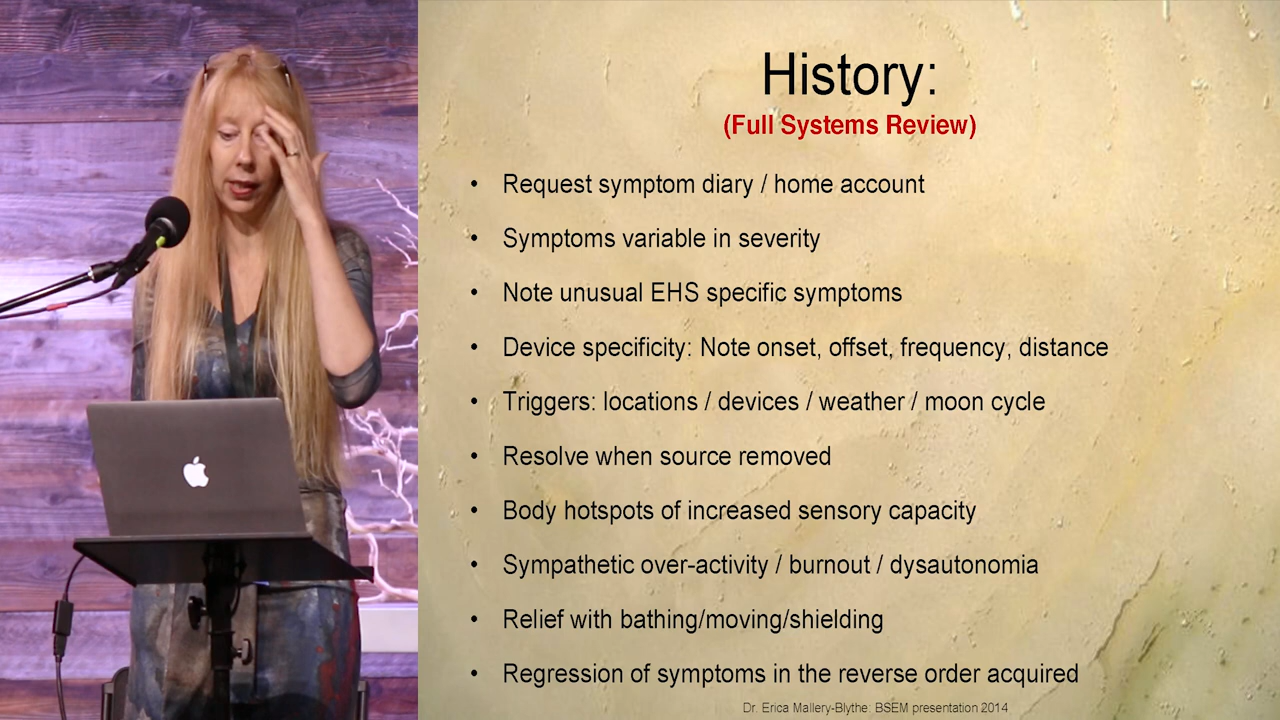 History:
(Full Systems Review)
• Request symptom diary / home account
• Symptoms variable in severity
• Note unusual EHS specific symptoms
• Device specificity: Note onset, offset, frequency, distance
• Triggers: locations / devices / weather / moon cycle
• Resolve when source removed
• Body hotspots of increased sensory capacity
• Sympathetic over-activity / burnout / dysautonomia
• Relief with bathing/moving/shielding
• Regression of symptoms in the reverse order acquired
Dr. Erica Mallery-Blythe: BSEM presentation 2014